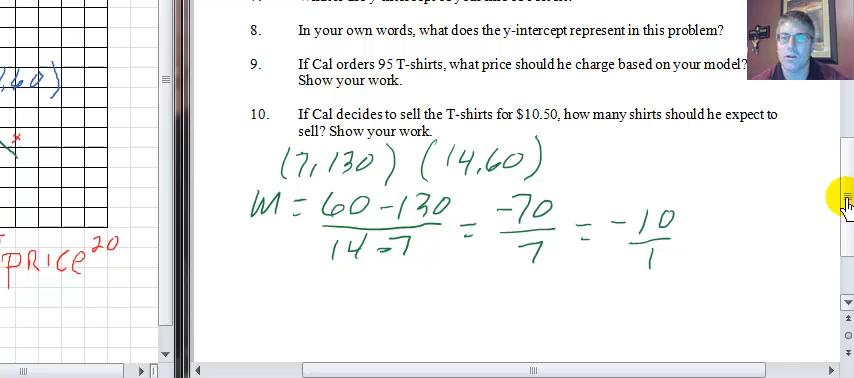 8. In your own words, what does the y-intercept represent in this problem?
9. If Cal orders 95 T-shirts, what price should he charge based on your model?
Show your work.
10. If Cal decides to sell the T-shirts for $10.50, how many shirts should he expect to
sell? Show your work.
,60)
(7,130) (14,60)
M = 60 - 130 / 14 - 7 = -70 / 7 = -10 / 1
PRICE 20